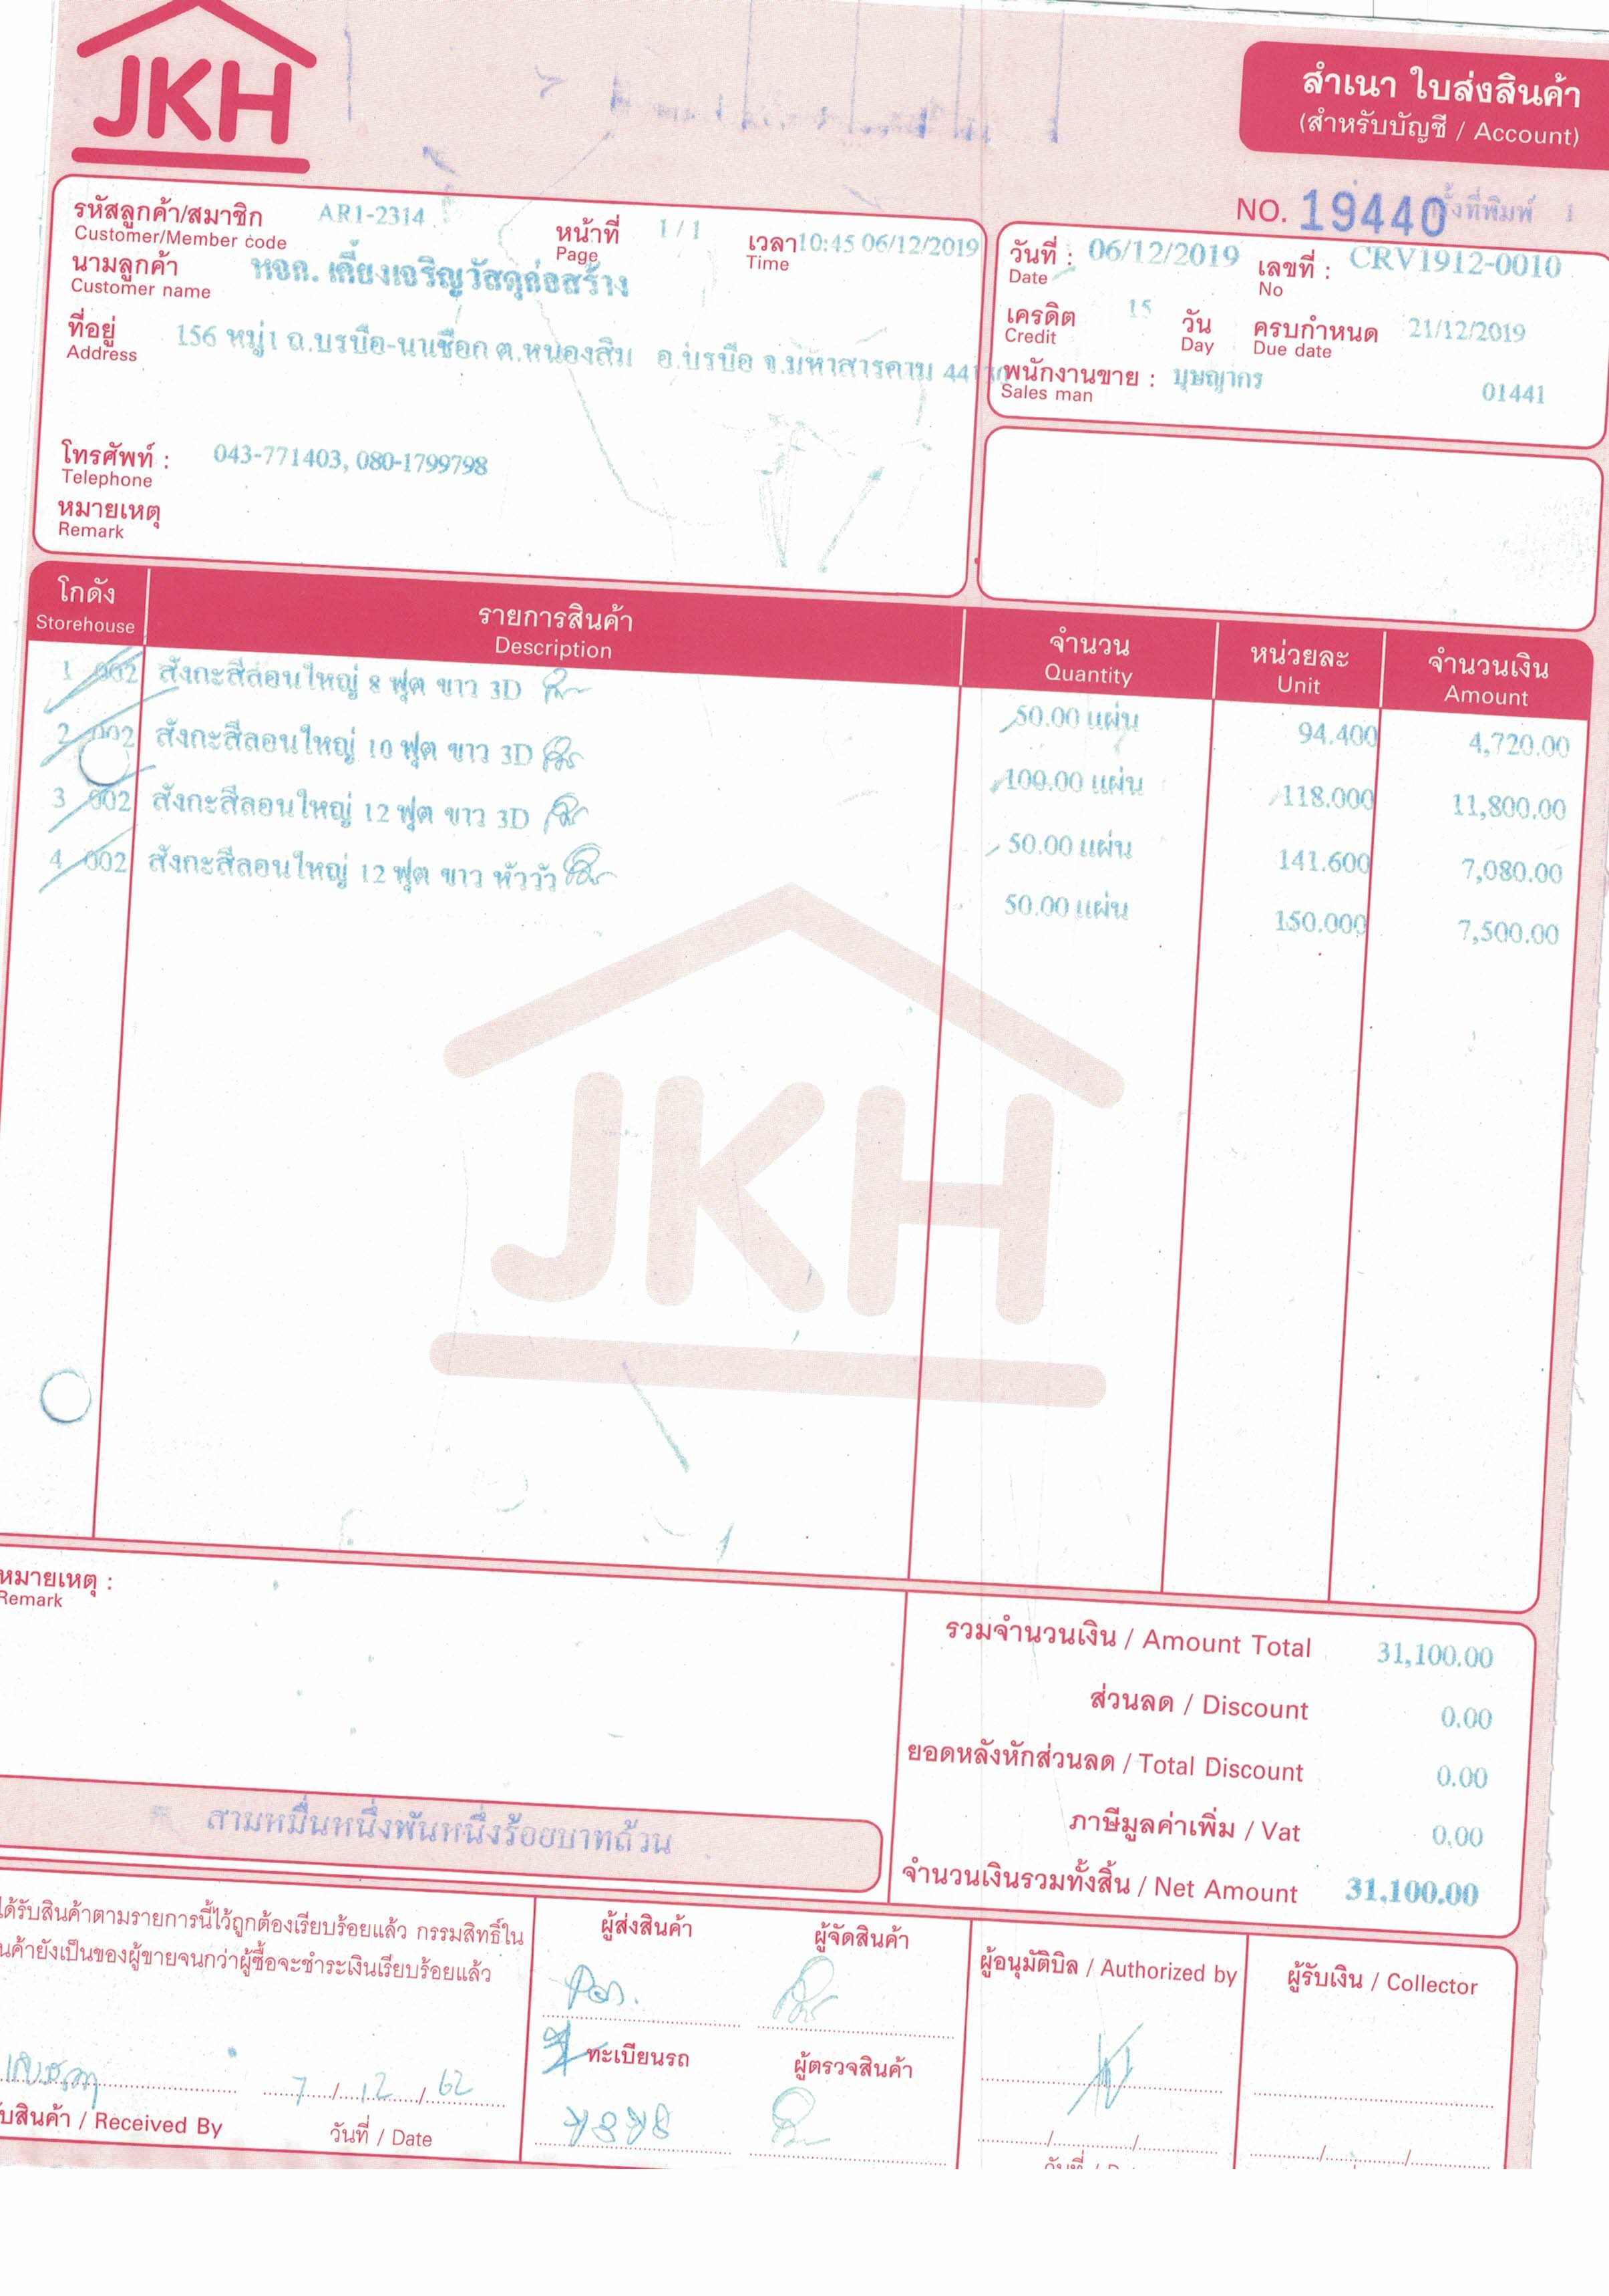 JKH
สำเนา ใบส่งสินค้า
(สำหรับบัญชี / Account)
NO. 19440 ครั้งที่พิมพ์ 1
รหัสลูกค้า/สมาชิก AR1-2314 หน้าที่ 1 / 1 เวลา 10:45 06/12/2019
Customer/Member code Page Time
นามลูกค้า หจก. เคี้ยงเจริญวัสดุก่อสร้าง
Customer name
ที่อยู่ 156 หมู่1 ถ.บรบือ-นาเชือก ต.หนองสิม อ.บรบือ จ.มหาสารคาม 44130
Address
โทรศัพท์ : 043-771403, 080-1799798
Telephone
หมายเหตุ
Remark
วันที่ : 06/12/2019 เลขที่ : CRV1912-0010
Date No
เครดิต 15 วัน ครบกำหนด 21/12/2019
Credit Day Due date
พนักงานขาย : บุษญากร 01441
Sales man
โกดัง รายการสินค้า จำนวน หน่วยละ จำนวนเงิน
Storehouse Description Quantity Unit Amount
1 002 สังกะสีลอนใหญ่ 8 ฟุต ขาว 3D 50.00 แผ่น 94.400 4,720.00
2 002 สังกะสีลอนใหญ่ 10 ฟุต ขาว 3D 100.00 แผ่น 118.000 11,800.00
3 002 สังกะสีลอนใหญ่ 12 ฟุต ขาว 3D 50.00 แผ่น 141.600 7,080.00
4 002 สังกะสีลอนใหญ่ 12 ฟุต ขาว หัววัว 50.00 แผ่น 150.000 7,500.00
JKH
หมายเหตุ :
Remark
รวมจำนวนเงิน / Amount Total 31,100.00
ส่วนลด / Discount 0.00
ยอดหลังหักส่วนลด / Total Discount 0.00
ภาษีมูลค่าเพิ่ม / Vat 0.00
จำนวนเงินรวมทั้งสิ้น / Net Amount 31,100.00
สามหมื่นหนึ่งพันหนึ่งร้อยบาทถ้วน
ได้รับสินค้าตามรายการนี้ไว้ถูกต้องเรียบร้อยแล้ว กรรมสิทธิ์ใน
นค้ายังเป็นของผู้ขายจนกว่าผู้ซื้อจะชำระเงินเรียบร้อยแล้ว
7 / 12 / 62
ับสินค้า / Received By วันที่ / Date
ผู้ส่งสินค้า ผู้จัดสินค้า
ทะเบียนรถ ผู้ตรวจสินค้า
ผู้อนุมัติบิล / Authorized by
ผู้รับเงิน / Collector